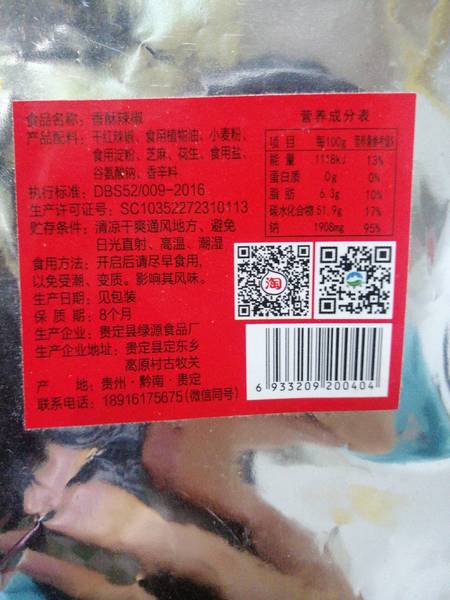 食品名称：香酥辣椒
产品配料：干红辣椒、食用植物油、小麦粉、
食用淀粉、芝麻、花生、食用盐、
谷氨酸钠、香辛料
执行标准：DBS52/009-2016
生产许可证号：SC10352272310113
贮存条件：清凉干爽通风地方、避免
日光直射、高温、潮湿
食用方法：开启后请尽早食用，
以免受潮、变质。影响其风味。
生产日期：见包装
保 质 期：8个月
生产企业：贵定县绿源食品厂
生产企业地址：贵定县定东乡
高原村古牧关
产 地：贵州·黔南·贵定
联系电话：18916175675(微信同号)
营养成分表
项 目 每100g 营养素参考值%
能 量 1118kJ 13%
蛋白质 0g 0%
脂 肪 6.3g 10%
碳水化合物 51.9g 17%
钠 1908mg 95%
淘
6 933209 200404